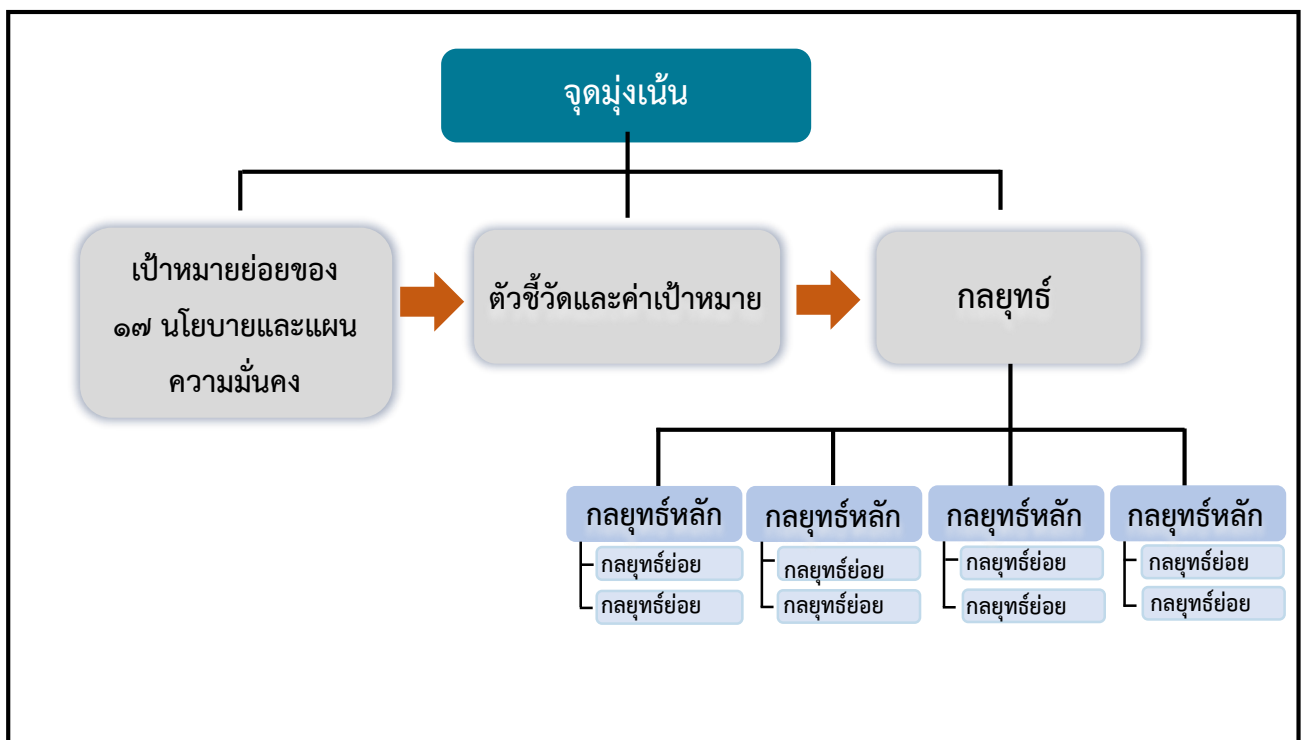 จุดมุ่งเน้น
เป้าหมายย่อยของ
๑๗ นโยบายและแผน
ความมั่นคง
ตัวชี้วัดและค่าเป้าหมาย
กลยุทธ์
กลยุทธ์หลัก
กลยุทธ์ย่อย
กลยุทธ์ย่อย
กลยุทธ์หลัก
กลยุทธ์ย่อย
กลยุทธ์ย่อย
กลยุทธ์หลัก
กลยุทธ์ย่อย
กลยุทธ์ย่อย
กลยุทธ์หลัก
กลยุทธ์ย่อย
กลยุทธ์ย่อย